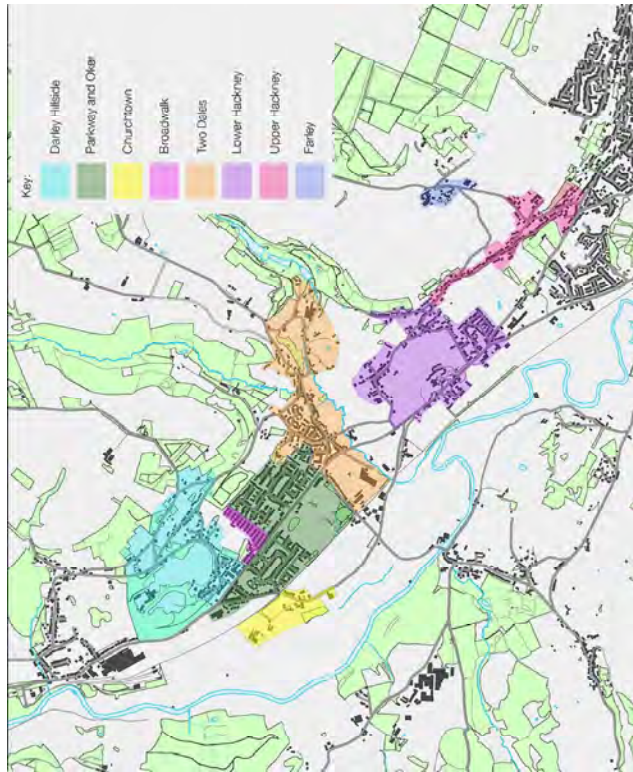 Key:
Darley Hillside
Parkway and Oker
Churchtown
Broadwalk
Two Dales
Lower Hackney
Upper Hackney
Farley